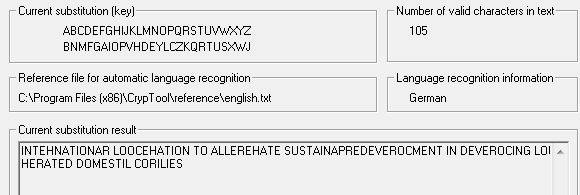 Current substitution (key)
ABCDEFGHIJKLMNOPQRSTUVWXYZ
BNMFGAIOPVHDEYLCZKQRTUSXWJ
Number of valid characters in text
105
Reference file for automatic language recognition
C:\Program Files (x86)\CrypTool\reference\english.txt
Language recognition information
German
Current substitution result
INTEHNATIONAR LOOCEHATION TO ALLEREHATE SUSTAINAPREDEVEROCMENT IN DEVEROCING
HERATED DOMESTIL CORILIES